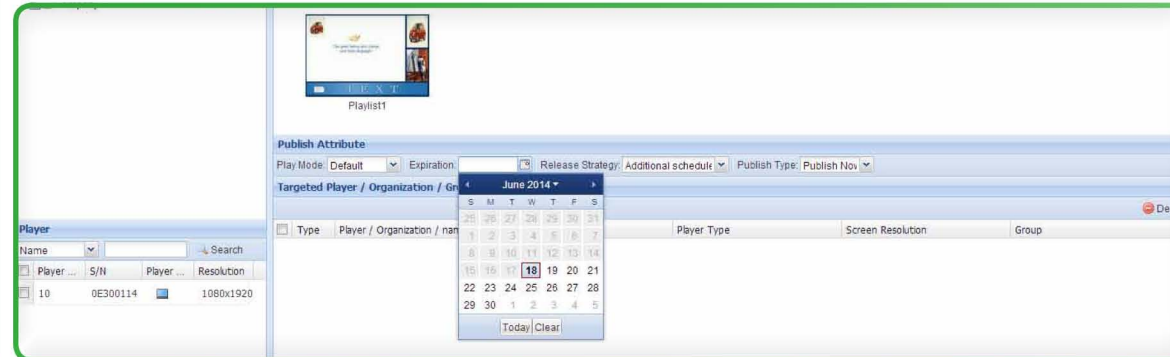 TEXT
Playlist1
Publish Attribute
Play Mode: Default Expiration: Release Strategy: Additional schedule Publish Type: Publish Nov
Targeted Player / Organization / Gr
June 2014
S M T W T F S
25 26 27 28 29 30 31
1 2 3 4 5 6 7
8 9 10 11 12 13 14
15 16 17 18 19 20 21
22 23 24 25 26 27 28
29 30 1 2 3 4 5
Today Clear
De
Type Player / Organization / nam Player Type Screen Resolution Group
Player
Name Search
Player ... S/N Player ... Resolution
10 0E300114 1080x1920